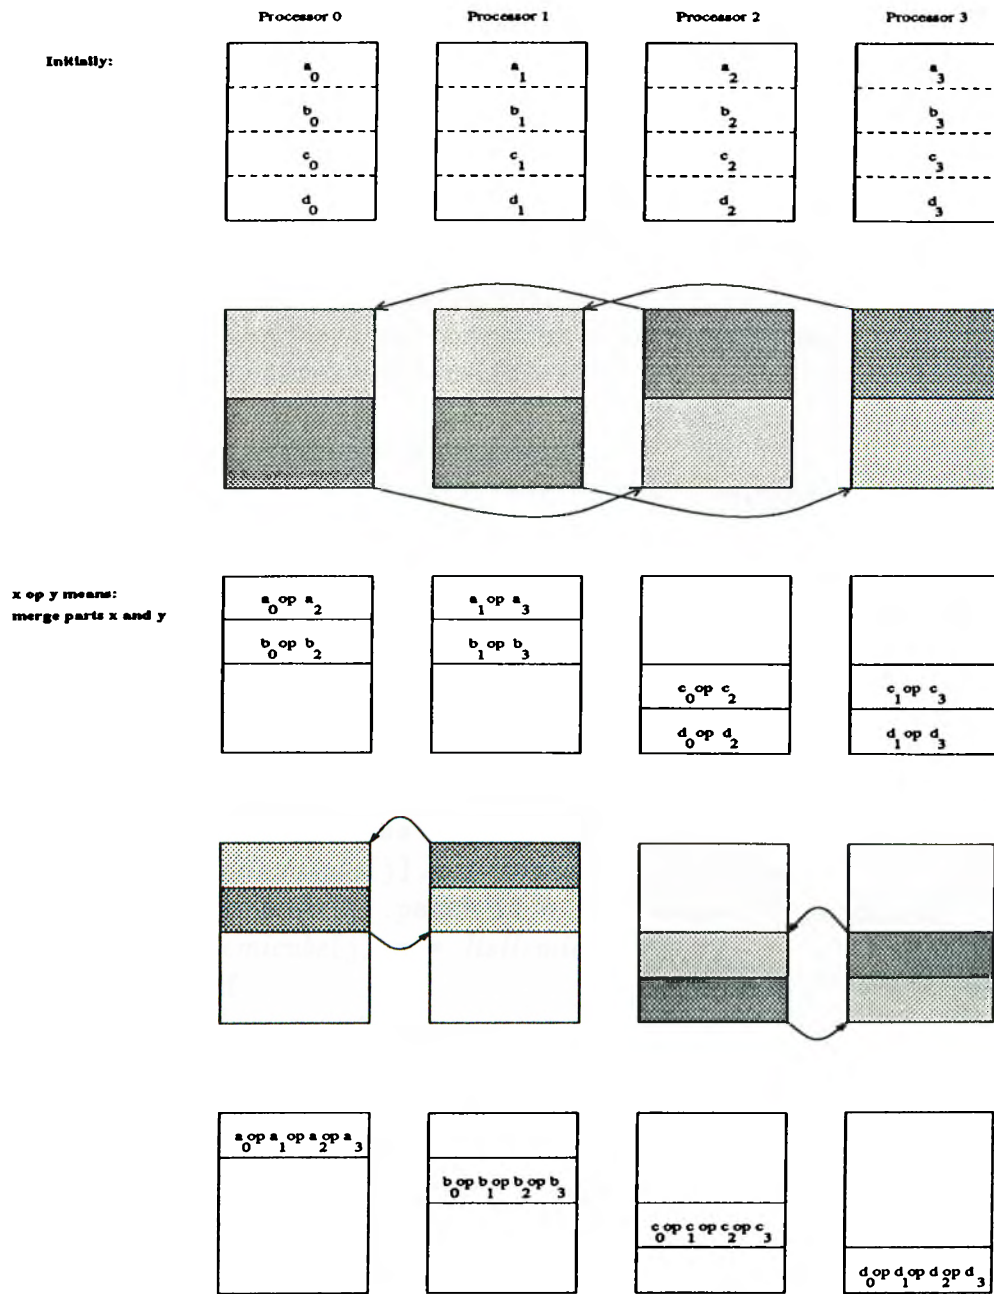 Processor 0 Processor 1 Processor 2 Processor 3
Initially:
a0 a1 a2 a3
b0 b1 b2 b3
c0 c1 c2 c3
d0 d1 d2 d3
x op y means:
merge parts x and y
a0 op a2 a1 op a3
b0 op b2 b1 op b3
c0 op c2 c1 op c3
d0 op d2 d1 op d3
a0 op a1 op a2 op a3
b0 op b1 op b2 op b3
c0 op c1 op c2 op c3
d0 op d1 op d2 op d3